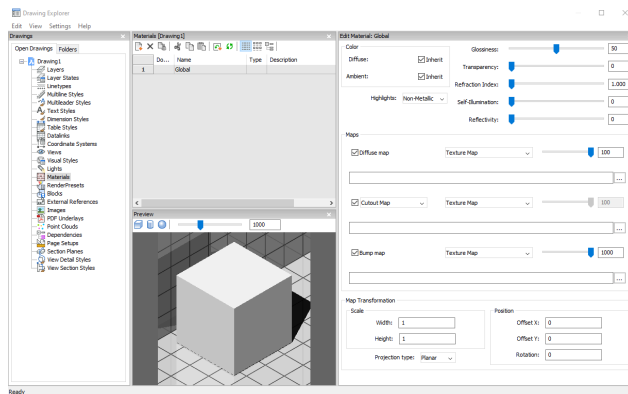 Drawing Explorer
Edit View Settings Help
Drawings
Open Drawings Folders
Drawing1
Layers
Layer States
Linetypes
Multiline Styles
Multileader Styles
Text Styles
Dimension Styles
Table Styles
Datalinks
Coordinate Systems
Views
Visual Styles
Lights
Materials
RenderPresets
Blocks
External References
Images
PDF Underlays
Point Clouds
Dependencies
Page Setups
Section Planes
View Detail Styles
View Section Styles
Materials [Drawing1]
Do... Name Type Description
1 Global
Preview
1000
Edit Material: Global
Color
Diffuse: Inherit
Ambient: Inherit
Highlights: Non-Metallic
Glossiness: 50
Transparency: 0
Refraction Index: 1.000
Self-Illumination: 0
Reflectivity: 0
Maps
Diffuse map Texture Map 100
...
Cutout Map Texture Map 100
...
Bump map Texture Map 1000
...
Map Transformation
Scale
Width: 1
Height: 1
Projection type: Planar
Position
Offset X: 0
Offset Y: 0
Rotation: 0
Ready